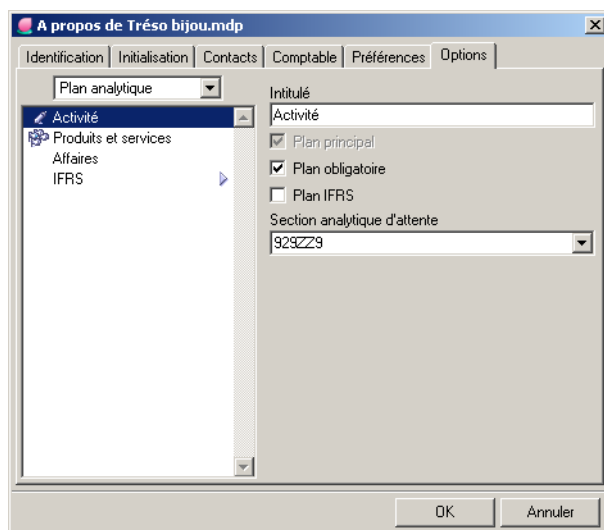 A propos de Tréso bijou.mdp
Identification Initialisation Contacts Comptable Préférences Options
Plan analytique
Activité
Produits et services
Affaires
IFRS
Intitulé
Activité
Plan principal
Plan obligatoire
Plan IFRS
Section analytique d'attente
929ZZ9
OK Annuler